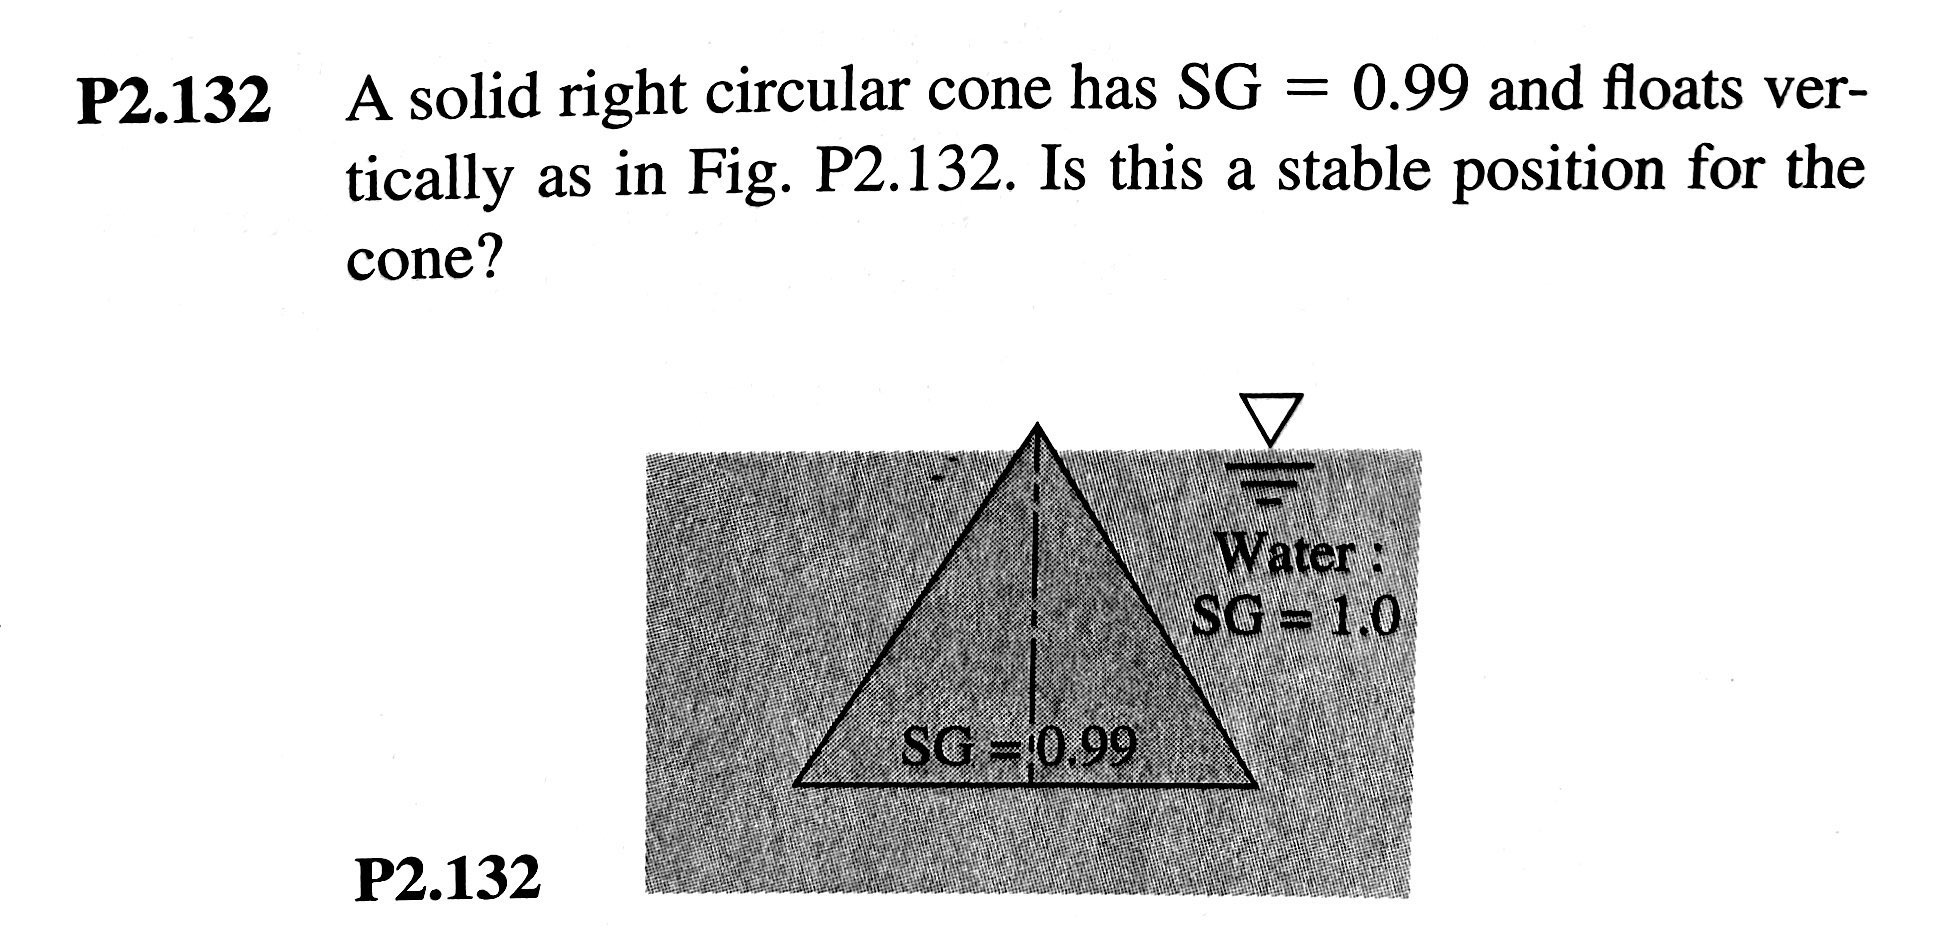 P2.132 A solid right circular cone has SG = 0.99 and floats ver-
tically as in Fig. P2.132. Is this a stable position for the
cone?
Water :
SG = 1.0
SG = 0.99
P2.132